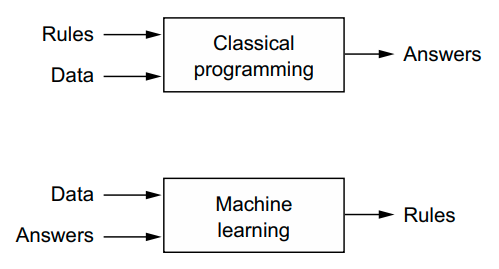 Rules
Data
Classical
programming
Answers
Data
Answers
Machine
learning
Rules